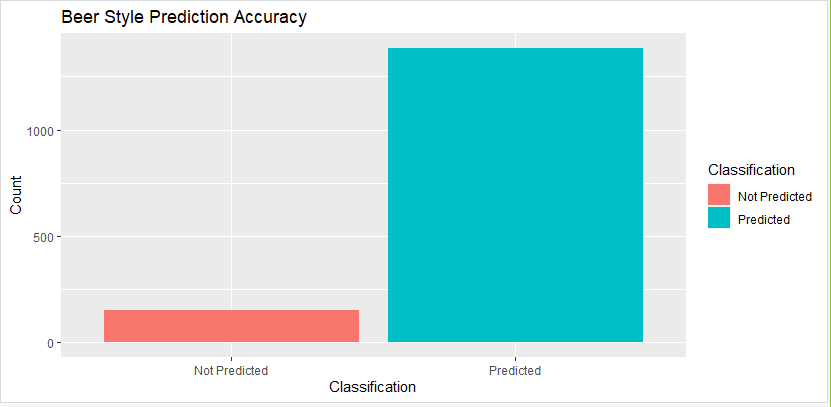 Beer Style Prediction Accuracy
Count
1000
500
0
Not Predicted
Predicted
Classification
Classification
Not Predicted
Predicted